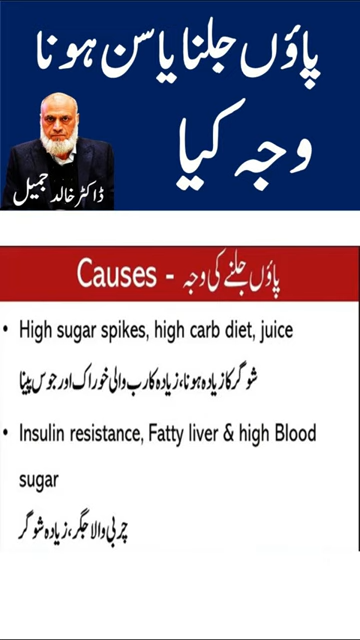 پاؤں جلنا یا سن ہونا
وجہ کیا
ڈاکٹر خالد جمیل
Causes - پاؤں جلنے کی وجہ
• High sugar spikes, high carb diet, juice
شوگر کا زیادہ ہونا، زیادہ کارب والی خوراک اور جوس پینا
• Insulin resistance, Fatty liver & high Blood
sugar
چربی والا جگر، زیادہ شوگر